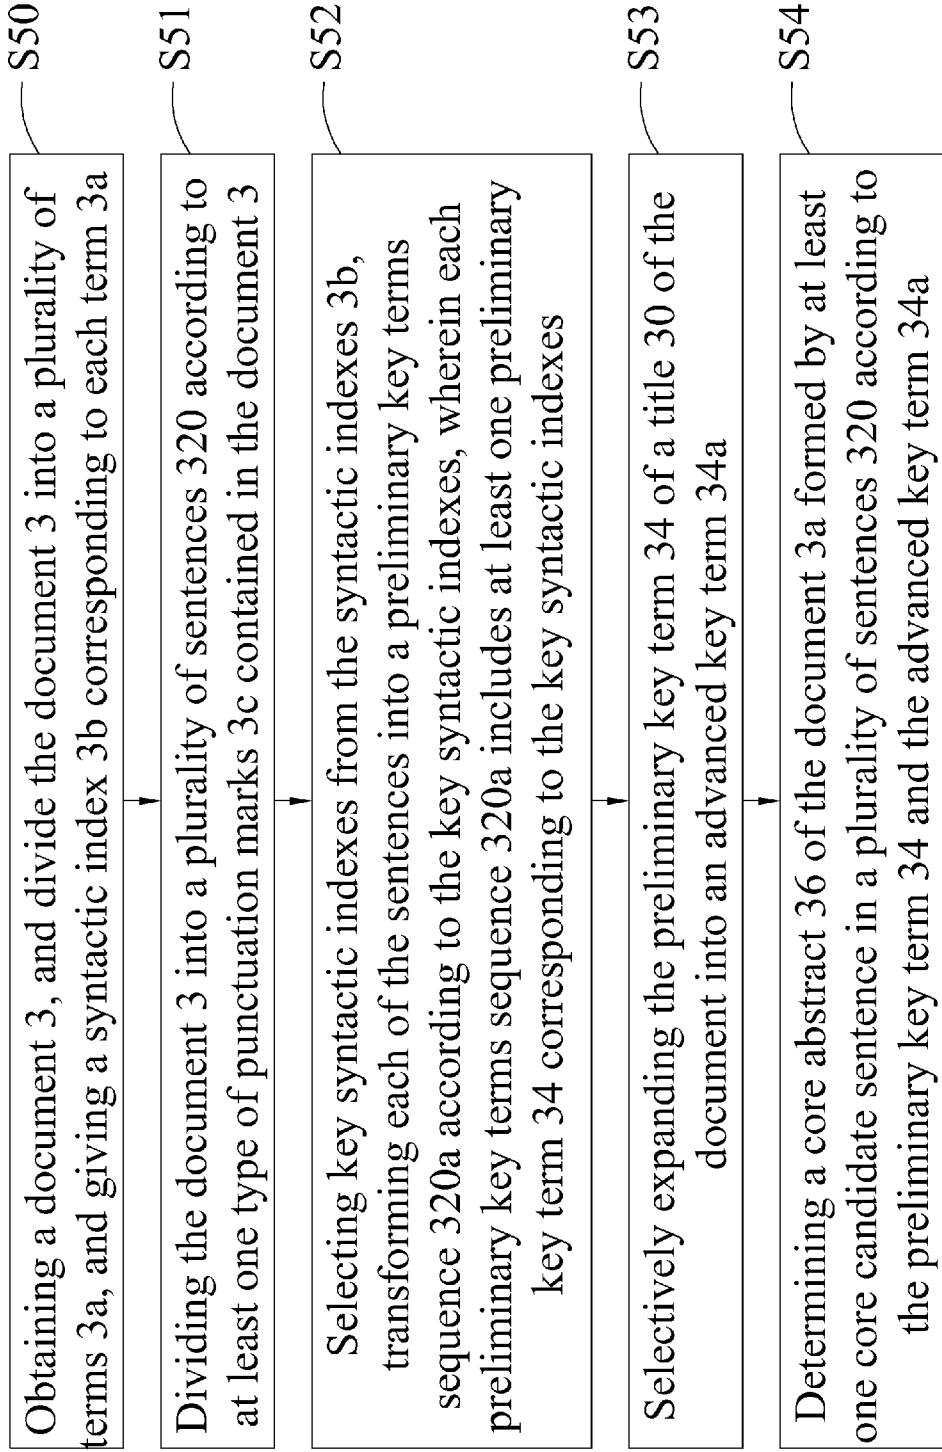 S50
Obtaining a document 3, and divide the document 3 into a plurality of
terms 3a, and giving a syntactic index 3b corresponding to each term 3a
S51
Dividing the document 3 into a plurality of sentences 320 according to
at least one type of punctuation marks 3c contained in the document 3
S52
Selecting key syntactic indexes from the syntactic indexes 3b,
transforming each of the sentences into a preliminary key terms
sequence 320a according to the key syntactic indexes, wherein each
preliminary key terms sequence 320a includes at least one preliminary
key term 34 corresponding to the key syntactic indexes
S53
Selectively expanding the preliminary key term 34 of a title 30 of the
document into an advanced key term 34a
S54
Determining a core abstract 36 of the document 3a formed by at least
one core candidate sentence in a plurality of sentences 320 according to
the preliminary key term 34 and the advanced key term 34a